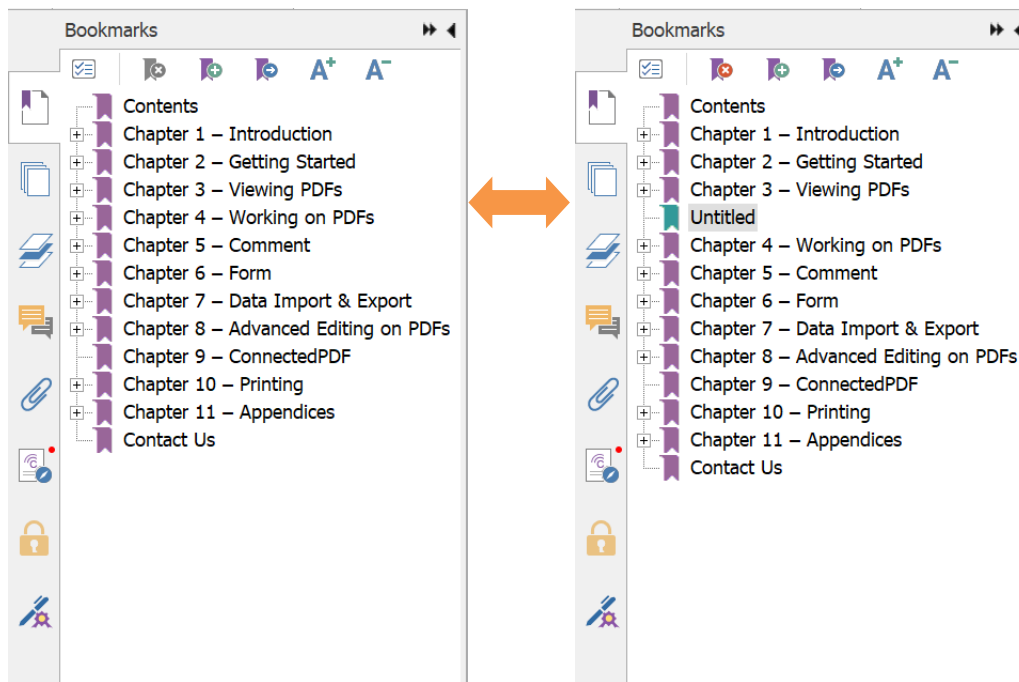 Bookmarks
A+ A-
Contents
Chapter 1 – Introduction
Chapter 2 – Getting Started
Chapter 3 – Viewing PDFs
Chapter 4 – Working on PDFs
Chapter 5 – Comment
Chapter 6 – Form
Chapter 7 – Data Import & Export
Chapter 8 – Advanced Editing on PDFs
Chapter 9 – ConnectedPDF
Chapter 10 – Printing
Chapter 11 – Appendices
Contact Us
Bookmarks
A+ A-
Contents
Chapter 1 – Introduction
Chapter 2 – Getting Started
Chapter 3 – Viewing PDFs
Untitled
Chapter 4 – Working on PDFs
Chapter 5 – Comment
Chapter 6 – Form
Chapter 7 – Data Import & Export
Chapter 8 – Advanced Editing on PDFs
Chapter 9 – ConnectedPDF
Chapter 10 – Printing
Chapter 11 – Appendices
Contact Us